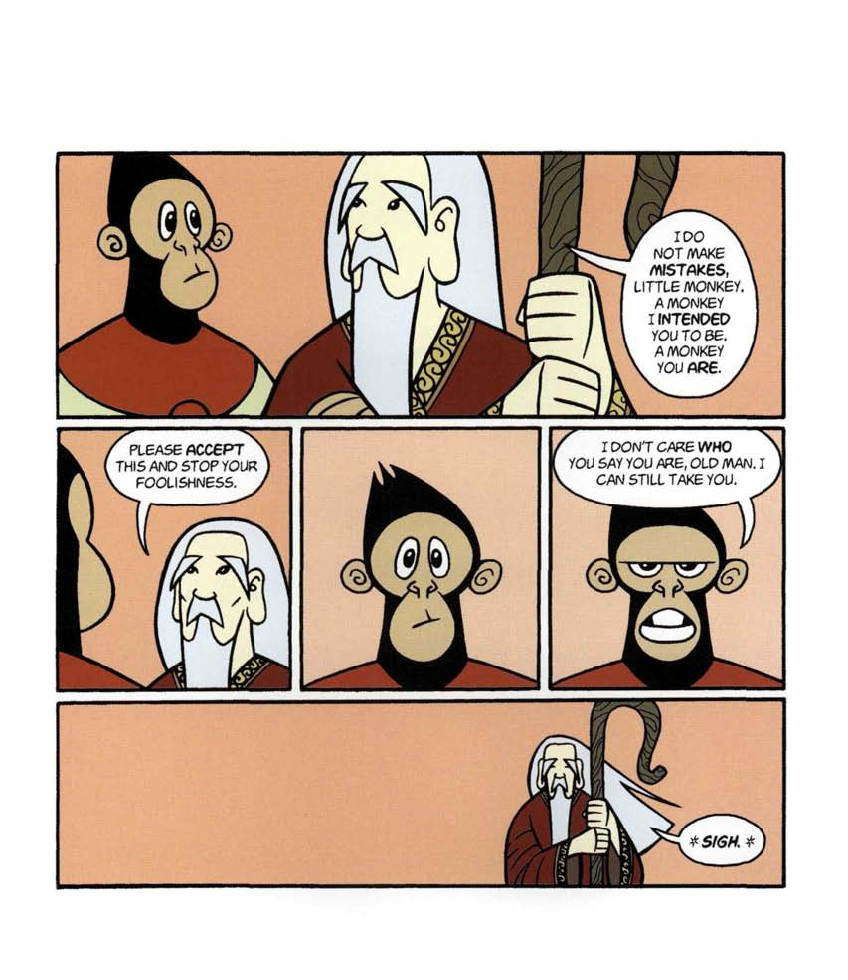 I DO
NOT MAKE
MISTAKES,
LITTLE MONKEY.
A MONKEY
I INTENDED
YOU TO BE.
A MONKEY
YOU ARE.
PLEASE ACCEPT
THIS AND STOP YOUR
FOOLISHNESS.
I DON'T CARE WHO
YOU SAY YOU ARE, OLD MAN. I
CAN STILL TAKE YOU.
* SIGH. *